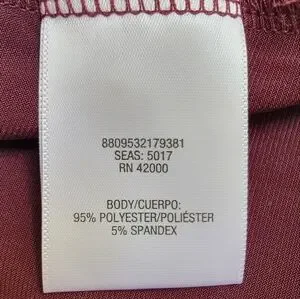 8809532179381
SEAS: 5017
RN 42000
BODY/CUERPO:
95% POLYESTER/POLIÉSTER
5% SPANDEX